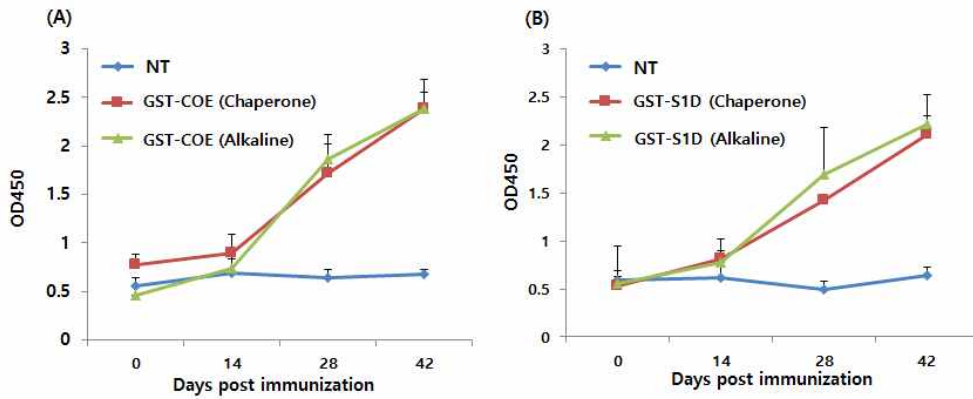 (A)
3
2.5
2
1.5
1
0.5
0
OD450
NT
GST-COE (Chaperone)
GST-COE (Alkaline)
0 14 28 42
Days post immunization
(B)
3
2.5
2
1.5
1
0.5
0
OD450
NT
GST-S1D (Chaperone)
GST-S1D (Alkaline)
0 14 28 42
Days post immunization